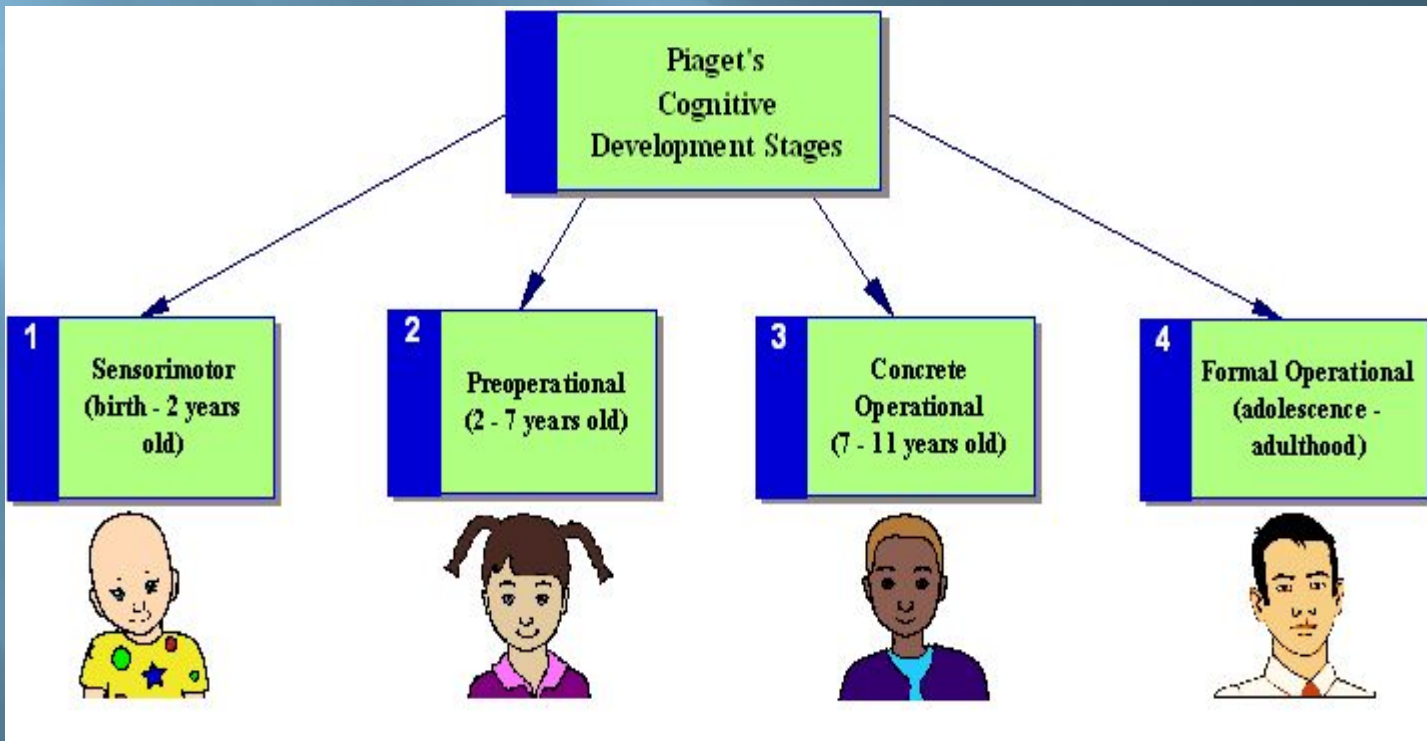 Piaget's
Cognitive
Development Stages
1
Sensorimotor
(birth - 2 years
old)
2
Preoperational
(2 - 7 years old)
3
Concrete
Operational
(7 - 11 years old)
4
Formal Operational
(adolescence -
adulthood)